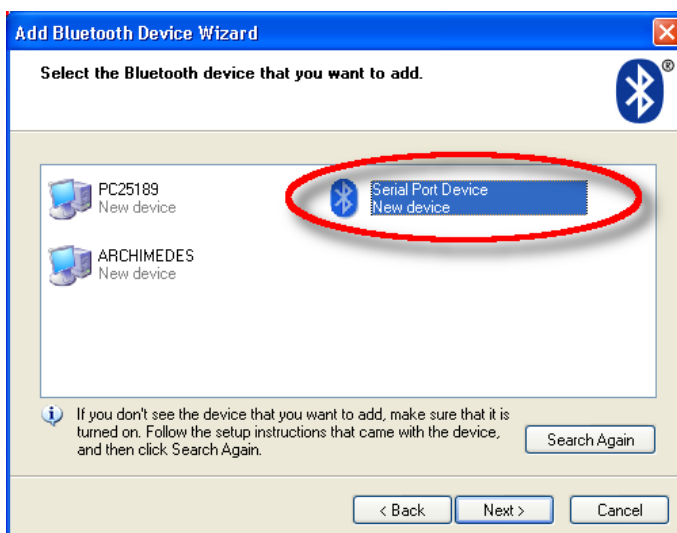 Add Bluetooth Device Wizard
Select the Bluetooth device that you want to add.
®
PC25189
New device
Serial Port Device
New device
ARCHIMEDES
New device
If you don't see the device that you want to add, make sure that it is
turned on. Follow the setup instructions that came with the device,
and then click Search Again.
Search Again
< Back
Next >
Cancel